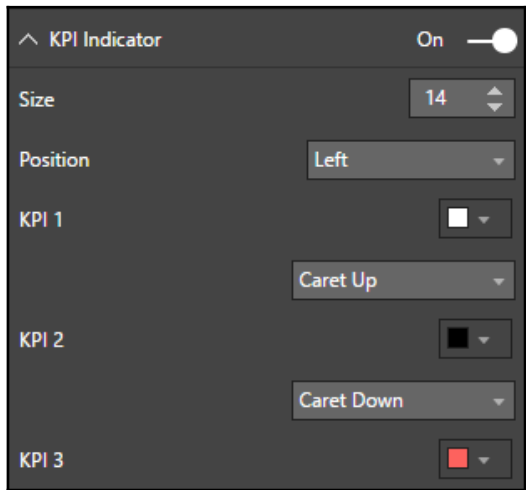 KPI Indicator On
Size 14
Position Left
KPI 1
Caret Up
KPI 2
Caret Down
KPI 3